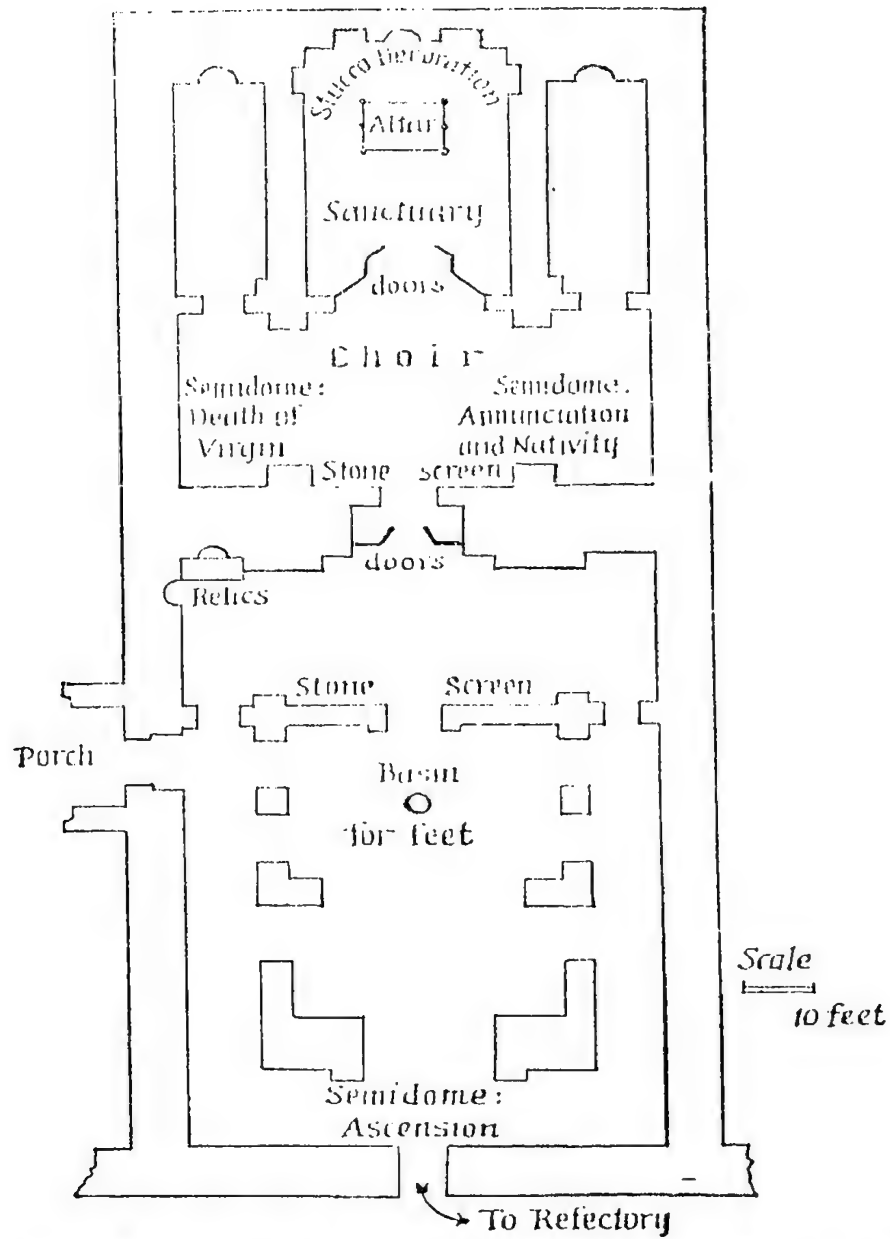 Stucco Decoration
Altar
Sanctuary
doors
Choir
Semidome:
Death of
Virgin
Semidome:
Annunciation
and Nativity
Stone screen
doors
Relics
Stone Screen
Porch
Basin
for feet
Scale
10 feet
Semidome:
Ascension
To Refectory